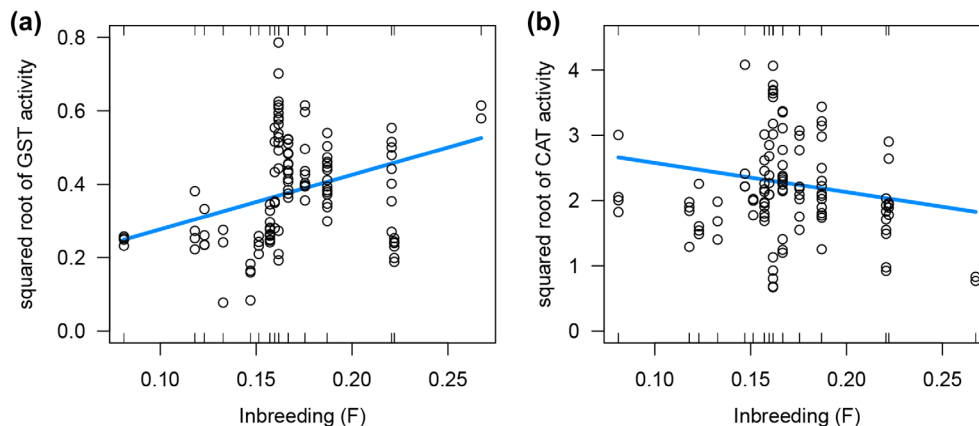 (a)
squared root of GST activity
0.8
0.6
0.4
0.2
0.0
0.10 0.15 0.20 0.25
Inbreeding (F)
(b)
squared root of CAT activity
4
3
2
1
0
0.10 0.15 0.20 0.25
Inbreeding (F)